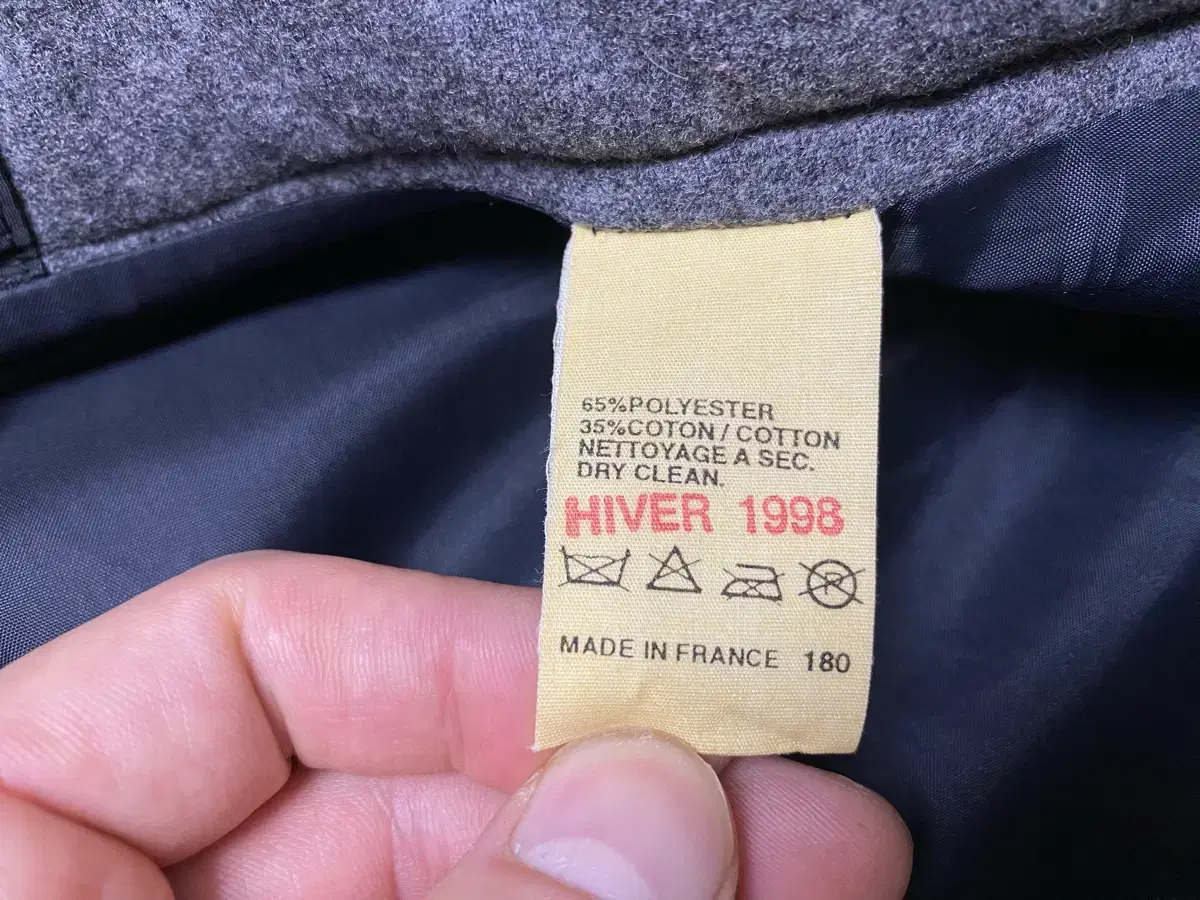 65%POLYESTER
35%COTON / COTTON
NETTOYAGE A SEC.
DRY CLEAN.
HIVER 1998
MADE IN FRANCE 180